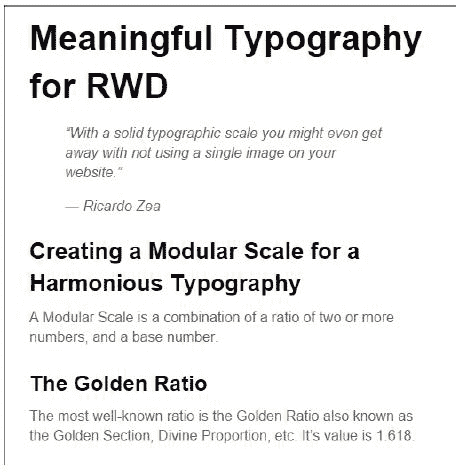 Meaningful Typography
for RWD
"With a solid typographic scale you might even get
away with not using a single image on your
website."
— Ricardo Zea
Creating a Modular Scale for a
Harmonious Typography
A Modular Scale is a combination of a ratio of two or more
numbers, and a base number.
The Golden Ratio
The most well-known ratio is the Golden Ratio also known as
the Golden Section, Divine Proportion, etc. It's value is 1.618.